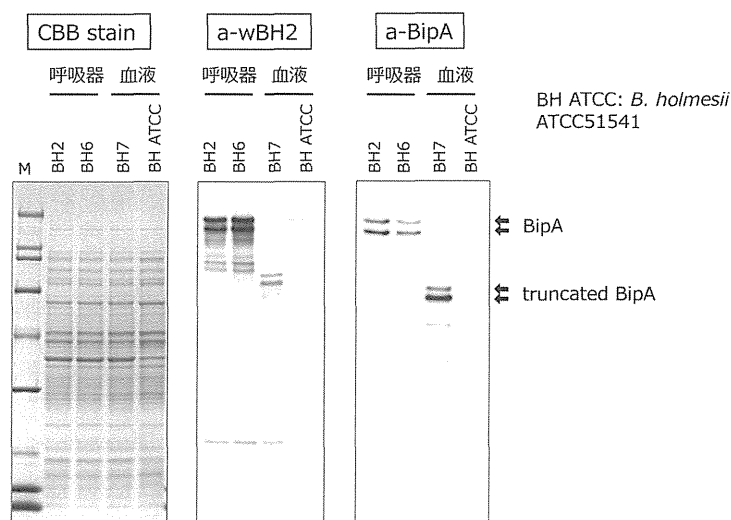 CBB stain
a-wBH2
a-BipA
呼吸器 血液
呼吸器 血液
呼吸器 血液
M BH2 BH6 BH7 BH ATCC
BH2 BH6 BH7 BH ATCC
BH2 BH6 BH7 BH ATCC
BH ATCC: B. holmesii
ATCC51541
BipA
truncated BipA